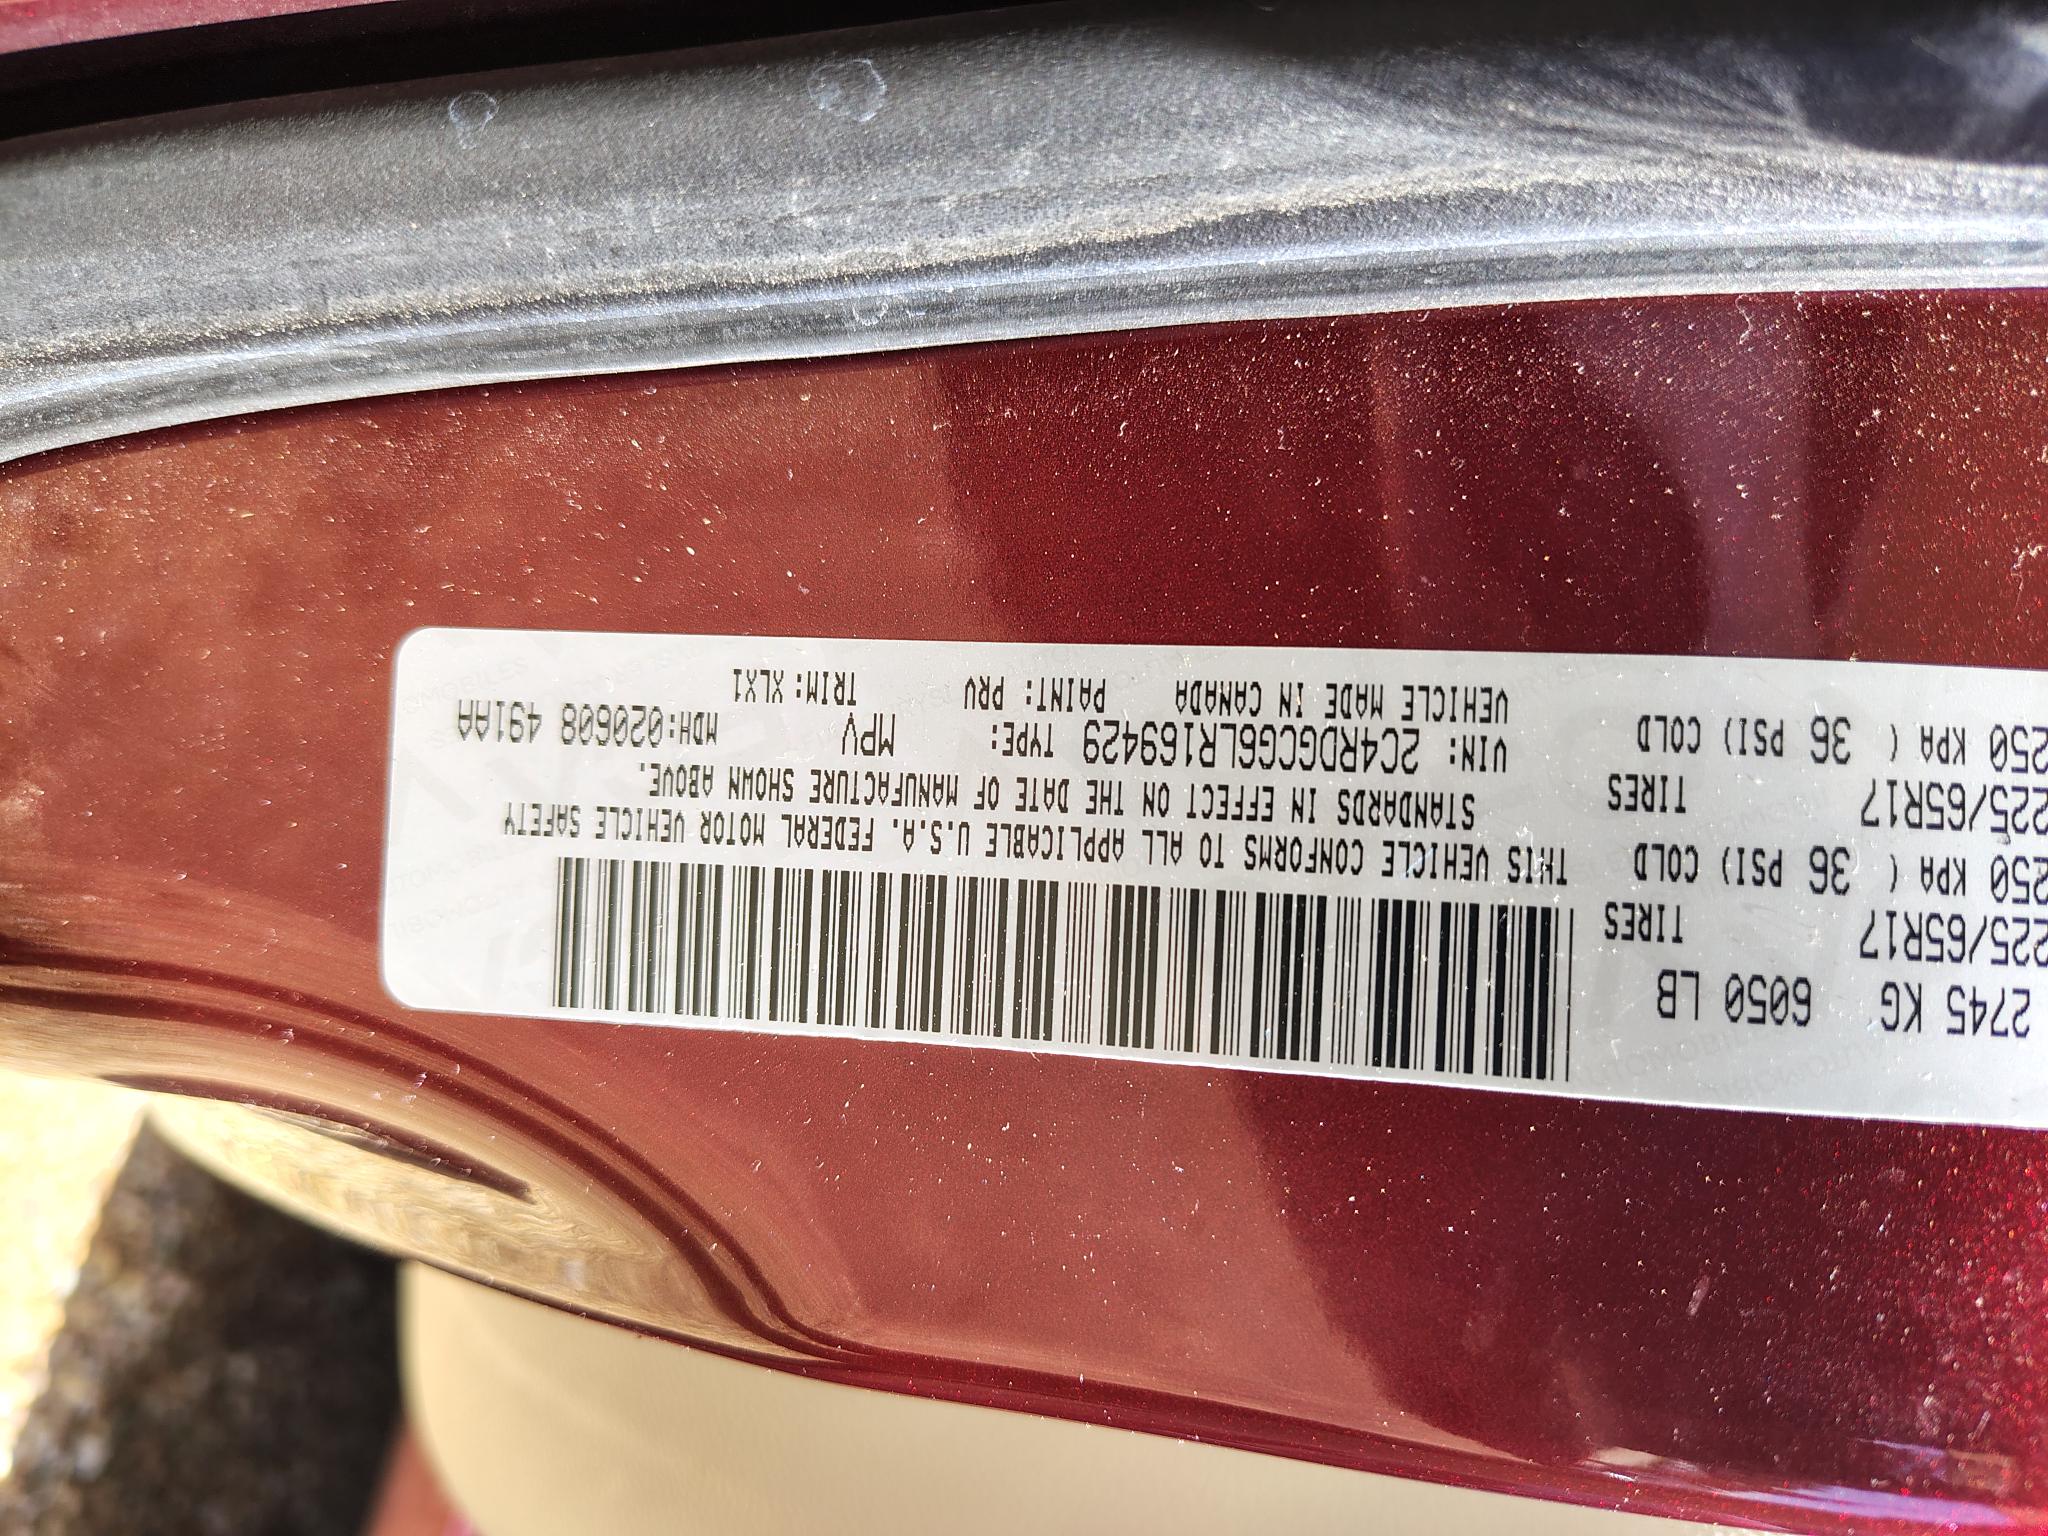 2745 KG 6050 LB
225/65R17 TIRES
250 KPA ( 36 PSI) COLD
225/65R17 TIRES
250 KPA ( 36 PSI) COLD
THIS VEHICLE CONFORMS TO ALL APPLICABLE U.S.A. FEDERAL MOTOR VEHICLE SAFETY
STANDARDS IN EFFECT ON THE DATE OF MANUFACTURE SHOWN ABOVE.
VIN: 2C4RDGCG6LR169429 TYPE: MPV MDH:020608 491AA
VEHICLE MADE IN CANADA PAINT: PRV TRIM: XLX1